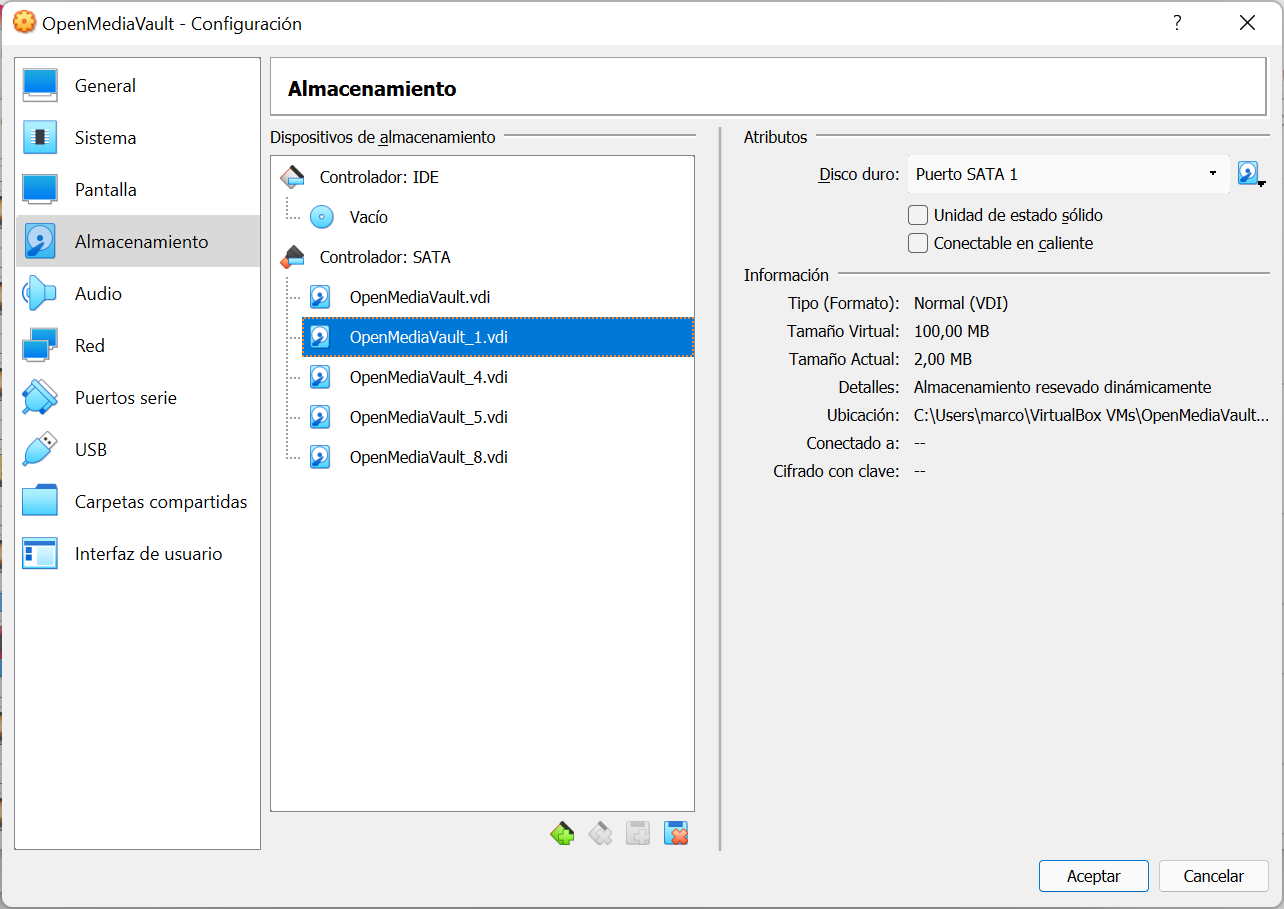 OpenMediaVault - Configuración
?
General
Sistema
Pantalla
Almacenamiento
Audio
Red
Puertos serie
USB
Carpetas compartidas
Interfaz de usuario
Almacenamiento
Dispositivos de almacenamiento
Controlador: IDE
Vacío
Controlador: SATA
OpenMediaVault.vdi
OpenMediaVault_1.vdi
OpenMediaVault_4.vdi
OpenMediaVault_5.vdi
OpenMediaVault_8.vdi
Atributos
Disco duro: Puerto SATA 1
Unidad de estado sólido
Conectable en caliente
Información
Tipo (Formato): Normal (VDI)
Tamaño Virtual: 100,00 MB
Tamaño Actual: 2,00 MB
Detalles: Almacenamiento resevado dinámicamente
Ubicación: C:\Users\marco\VirtualBox VMs\OpenMediaVault...
Conectado a: --
Cifrado con clave: --
Aceptar
Cancelar